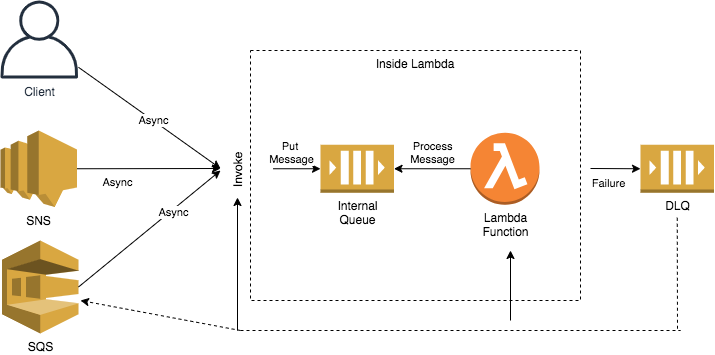 Inside Lambda
Client
Async
Put
Message
Process
Message
Invoke
Async
Failure
SNS
Internal
Queue
Lambda
Function
DLQ
Async
SQS